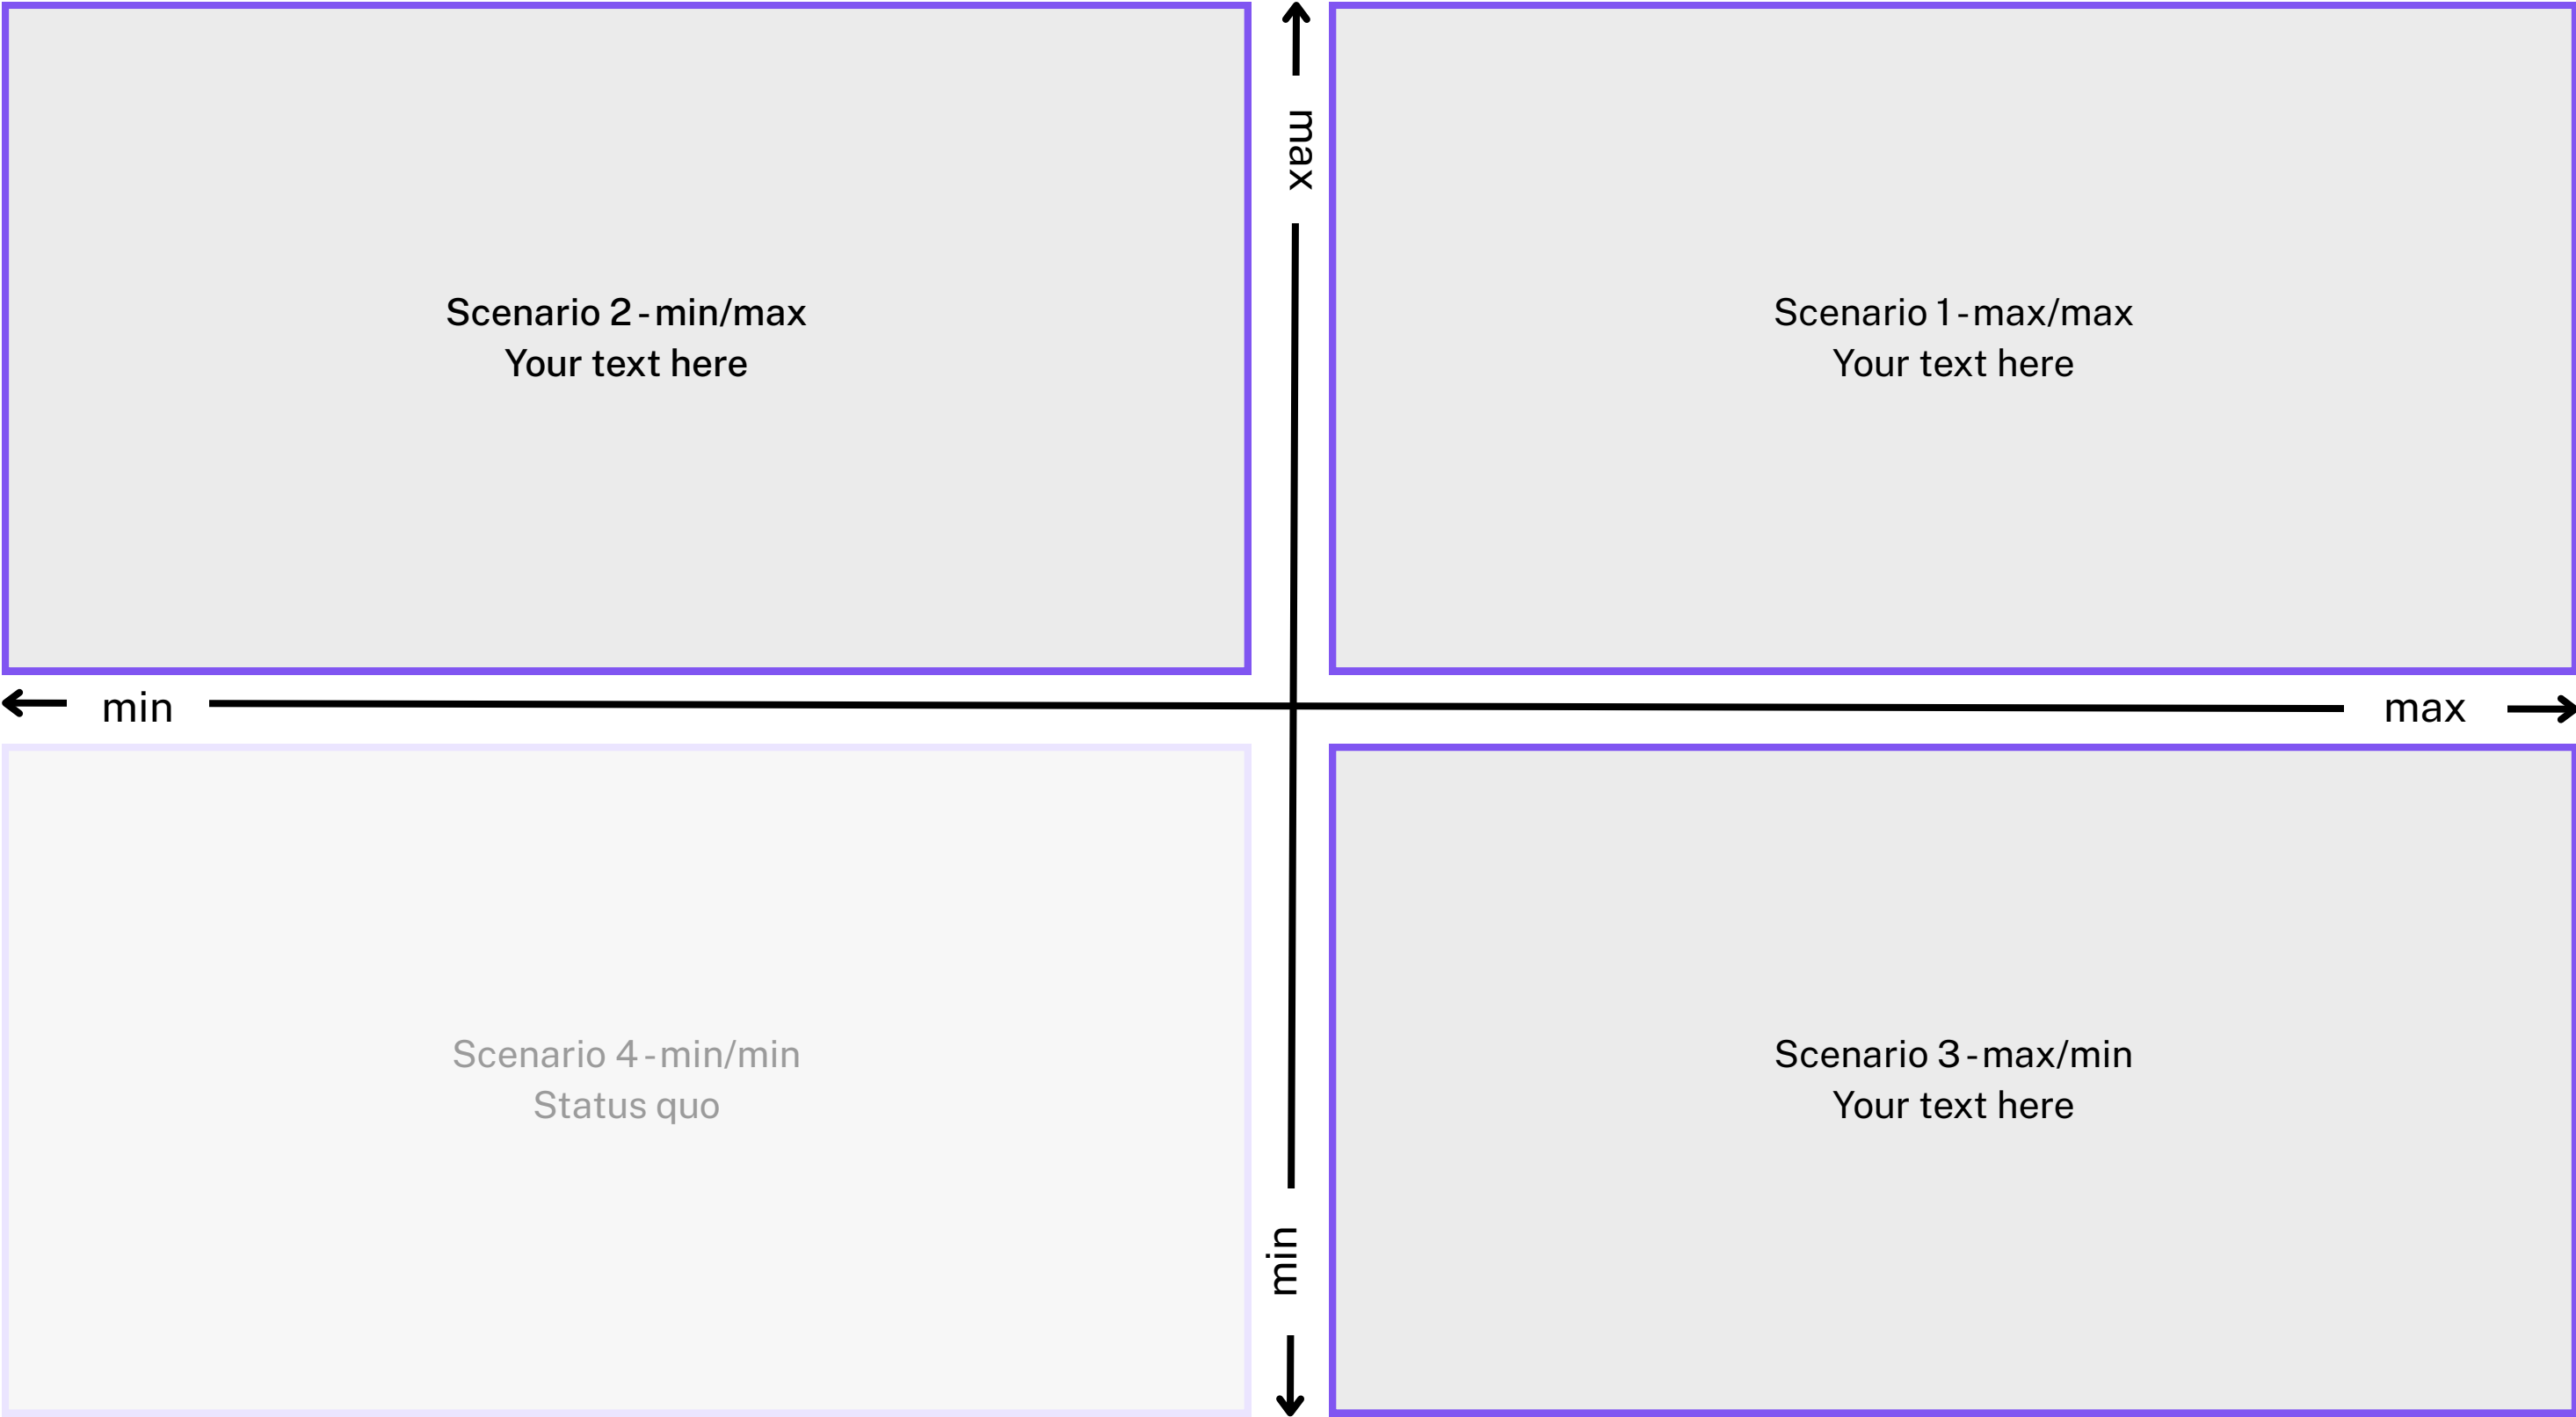 max
Scenario 2 - min/max
Your text here
Scenario 1 - max/max
Your text here
min
max
Scenario 4 - min/min
Status quo
Scenario 3 - max/min
Your text here
min